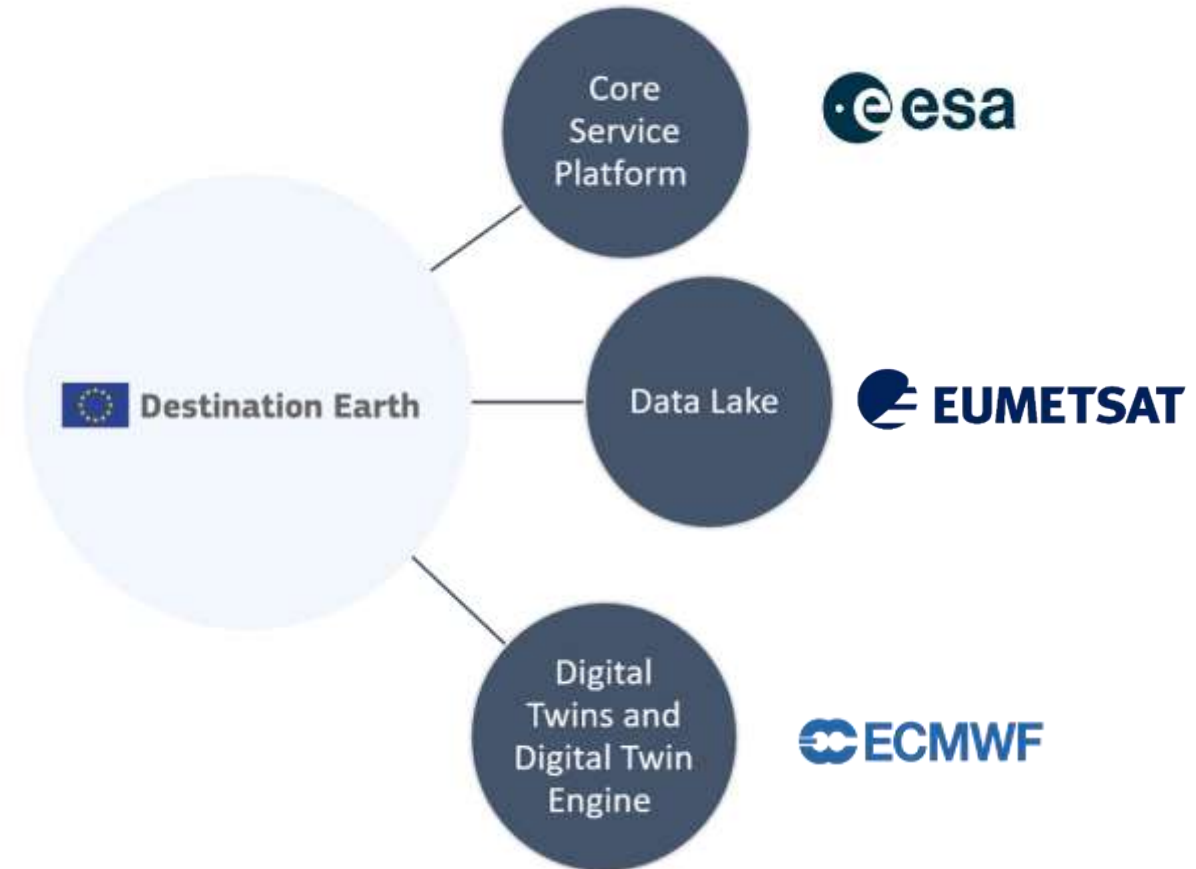 Core
Service
Platform
esa
Destination Earth
Data Lake
EUMETSAT
Digital
Twins and
Digital Twin
Engine
ECMWF